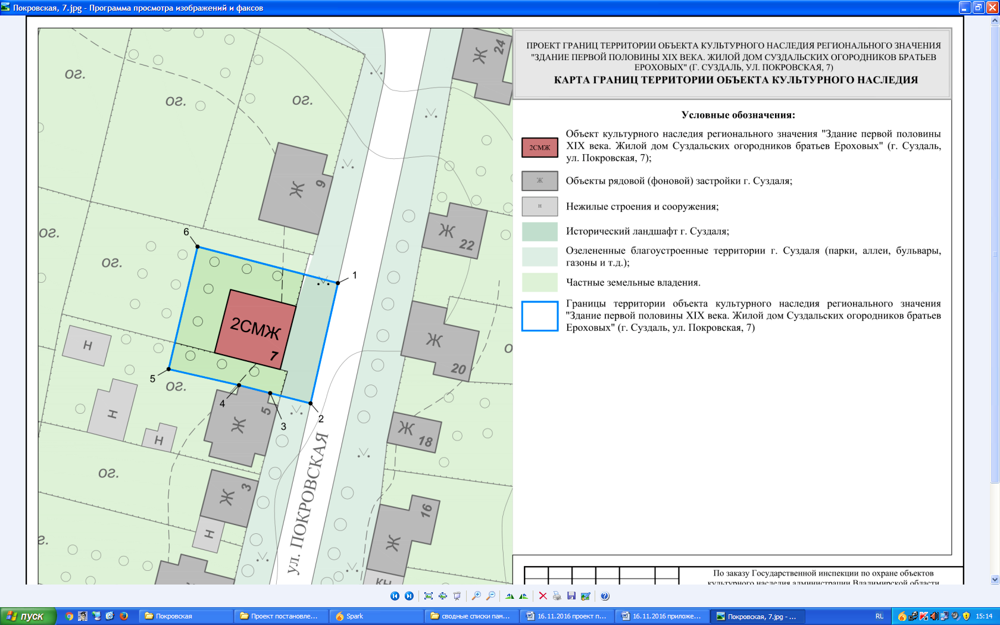 Покровская, 7.jpg - Программа просмотра изображений и факсов
ПРОЕКТ ГРАНИЦ ТЕРРИТОРИИ ОБЪЕКТА КУЛЬТУРНОГО НАСЛЕДИЯ РЕГИОНАЛЬНОГО ЗНАЧЕНИЯ
"ЗДАНИЕ ПЕРВОЙ ПОЛОВИНЫ XIX ВЕКА. ЖИЛОЙ ДОМ СУЗДАЛЬСКИХ ОГОРОДНИКОВ БРАТЬЕВ
ЕРОХОВЫХ" (Г. СУЗДАЛЬ, УЛ. ПОКРОВСКАЯ, 7)
КАРТА ГРАНИЦ ТЕРРИТОРИИ ОБЪЕКТА КУЛЬТУРНОГО НАСЛЕДИЯ
Условные обозначения:
2СМЖ
Объект культурного наследия регионального значения "Здание первой половины
XIX века. Жилой дом Суздальских огородников братьев Ероховых" (г. Суздаль,
ул. Покровская, 7);
Ж
Объекты рядовой (фоновой) застройки г. Суздаля;
н
Нежилые строения и сооружения;
Исторический ландшафт г. Суздаля;
Озелененные благоустроенные территории г. Суздаля (парки, аллеи, бульвары,
газоны и т.д.);
Частные земельные владения.
Границы территории объекта культурного наследия регионального значения
"Здание первой половины XIX века. Жилой дом Суздальских огородников братьев
Ероховых" (г. Суздаль, ул. Покровская, 7)
ог.
ог.
ог.
Ж 24
Ж 9
ог.
ог.
6
1
Ж 22
2СМЖ
7
Ж 20
н
5
ог.
4
3
2
н
н
Ж 5
Ж 18
ог.
Ж 3
н
ул. ПОКРОВСКАЯ
Ж 16
кн
По заказу Государственной инспекции по охране объектов
культурного наследия администрации Владимирской области
пуск
Покровская
Проект постановле...
Spark
сводные списки пам...
16.11.2016 проект п...
16.11.2016 приложе...
Покровская, 7.jpg - ...
RU
15:14